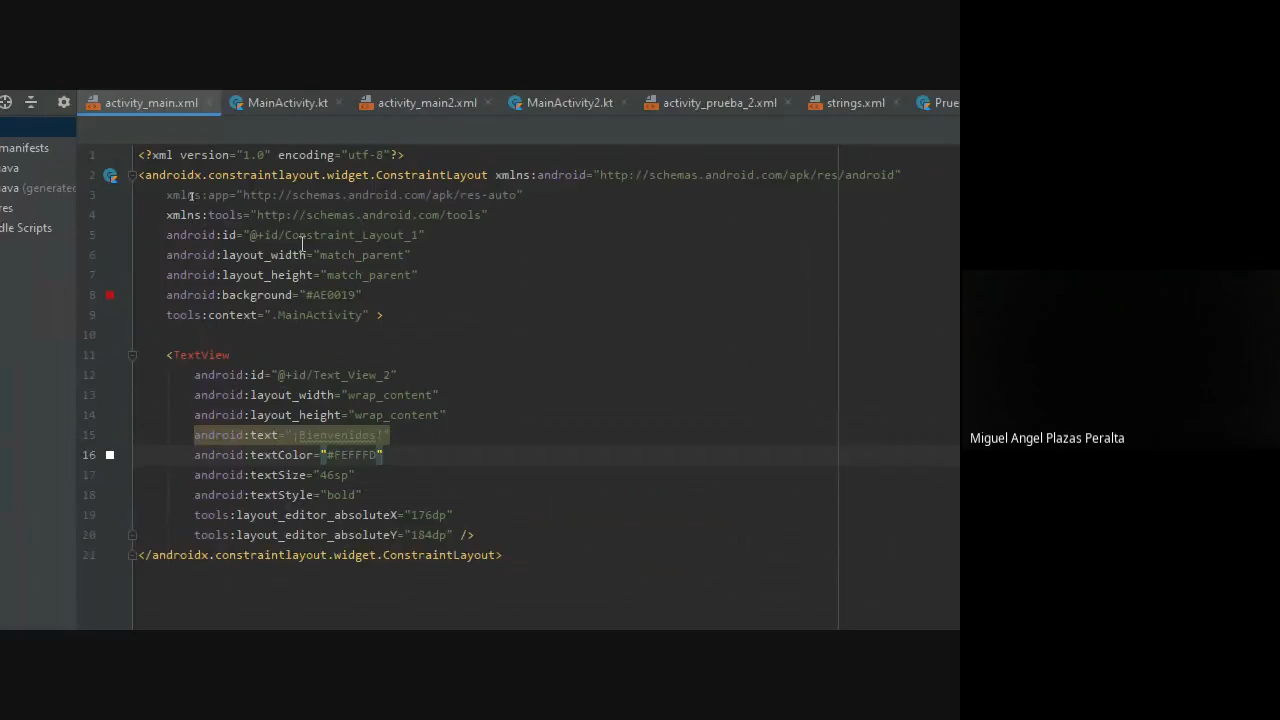 activity_main.xml MainActivity.kt activity_main2.xml MainActivity2.kt activity_prueba_2.xml strings.xml Prue
manifests
java
java (generated
res
dle Scripts
1 <?xml version="1.0" encoding="utf-8"?>
2 <androidx.constraintlayout.widget.ConstraintLayout xmlns:android="http://schemas.android.com/apk/res/android"
3 xmlns:app="http://schemas.android.com/apk/res-auto"
4 xmlns:tools="http://schemas.android.com/tools"
5 android:id="@+id/Constraint_Layout_1"
6 android:layout_width="match_parent"
7 android:layout_height="match_parent"
8 android:background="#AE0019"
9 tools:context=".MainActivity" >
10
11 <TextView
12 android:id="@+id/Text_View_2"
13 android:layout_width="wrap_content"
14 android:layout_height="wrap_content"
15 android:text="¡Bienvenidos!"
16 android:textColor="#FEFFFD"
17 android:textSize="46sp"
18 android:textStyle="bold"
19 tools:layout_editor_absoluteX="176dp"
20 tools:layout_editor_absoluteY="184dp" />
21 </androidx.constraintlayout.widget.ConstraintLayout>
Miguel Angel Plazas Peralta